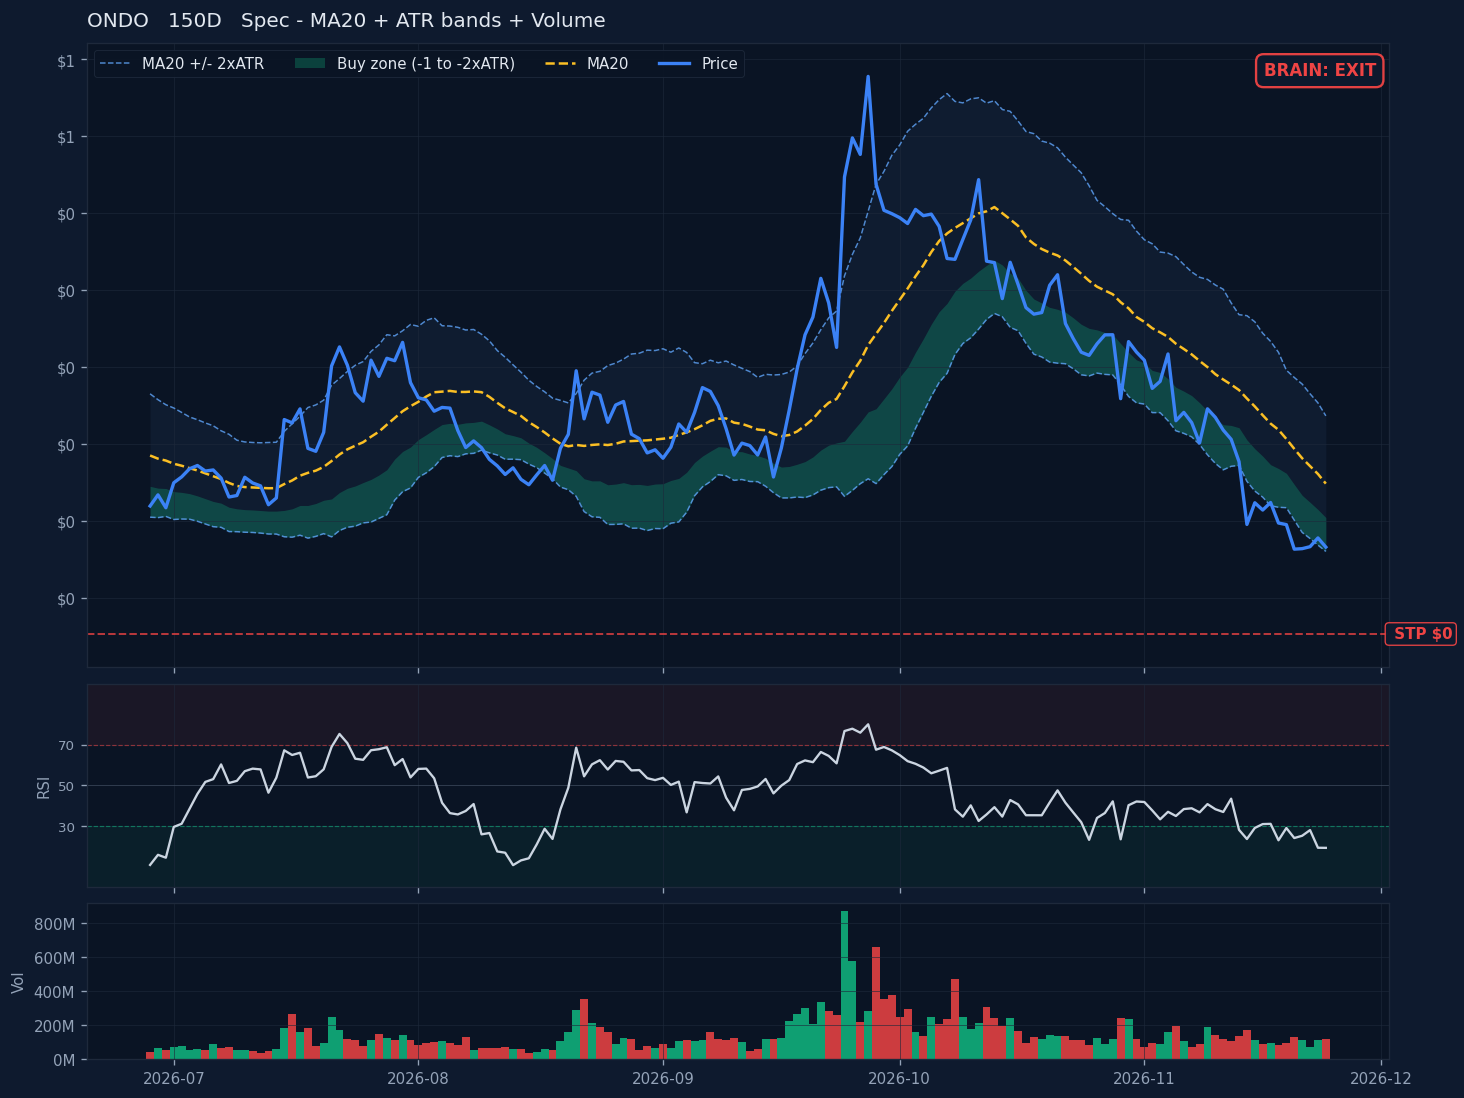 ONDO 150D Spec - MA20 + ATR bands + Volume
MA20 +/- 2xATR Buy zone (-1 to -2xATR) MA20 Price
BRAIN: EXIT
$1
$1
$0
$0
$0
$0
$0
$0
STP $0
RSI
70
50
30
Vol
800M
600M
400M
200M
0M
2026-07 2026-08 2026-09 2026-10 2026-11 2026-12